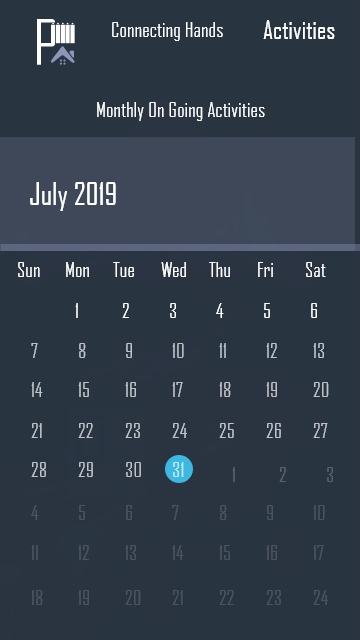 Connecting Hands Activities
Monthly On Going Activities
July 2019
Sun Mon Tue Wed Thu Fri Sat
1 2 3 4 5 6
7 8 9 10 11 12 13
14 15 16 17 18 19 20
21 22 23 24 25 26 27
28 29 30 31 1 2 3
4 5 6 7 8 9 10
11 12 13 14 15 16 17
18 19 20 21 22 23 24